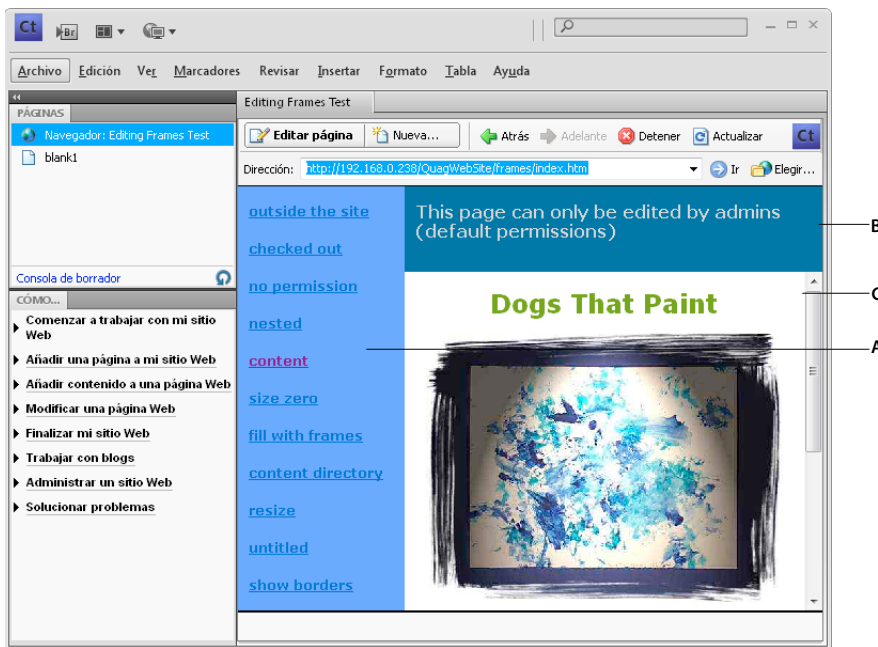 Ct Br
Archivo Edición Ver Marcadores Revisar Insertar Formato Tabla Ayuda
PÁGINAS
Navegador: Editing Frames Test
blank1
Consola de borrador
CÓMO...
Comenzar a trabajar con mi sitio
Web
Añadir una página a mi sitio Web
Añadir contenido a una página Web
Modificar una página Web
Finalizar mi sitio Web
Trabajar con blogs
Administrar un sitio Web
Solucionar problemas
Editing Frames Test
Editar página Nueva... Atrás Adelante Detener Actualizar Ct
Dirección: http://192.168.0.238/QuagWebSite/frames/index.htm Ir Elegir...
outside the site
checked out
no permission
nested
content
size zero
fill with frames
content directory
resize
untitled
show borders
This page can only be edited by admins
(default permissions)
Dogs That Paint
B
C
A